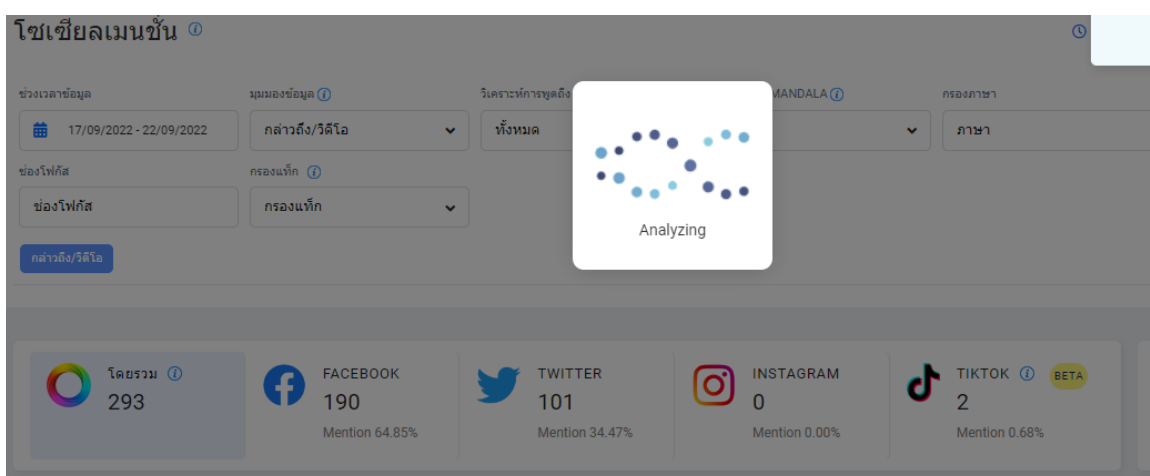 โซเชียลเมนชั่น
ช่วงเวลาข้อมูล
มุมมองข้อมูล
วิเคราะห์การพูดถึง
MANDALA
กรองภาษา
17/09/2022 - 22/09/2022
กล่าวถึง/วิดีโอ
ทั้งหมด
ภาษา
ช่องโฟกัส
กรองแท็ก
ช่องโฟกัส
กรองแท็ก
Analyzing
กล่าวถึง/วิดีโอ
โดยรวม
293
FACEBOOK
190
Mention 64.85%
TWITTER
101
Mention 34.47%
INSTAGRAM
0
Mention 0.00%
TIKTOK
BETA
2
Mention 0.68%